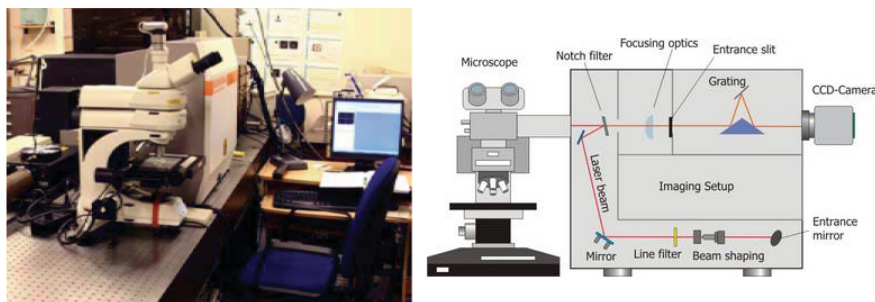 Microscope
Notch filter
Focusing optics
Entrance slit
Grating
CCD-Camera
Laser beam
Imaging Setup
Entrance
mirror
Mirror
Line filter
Beam shaping